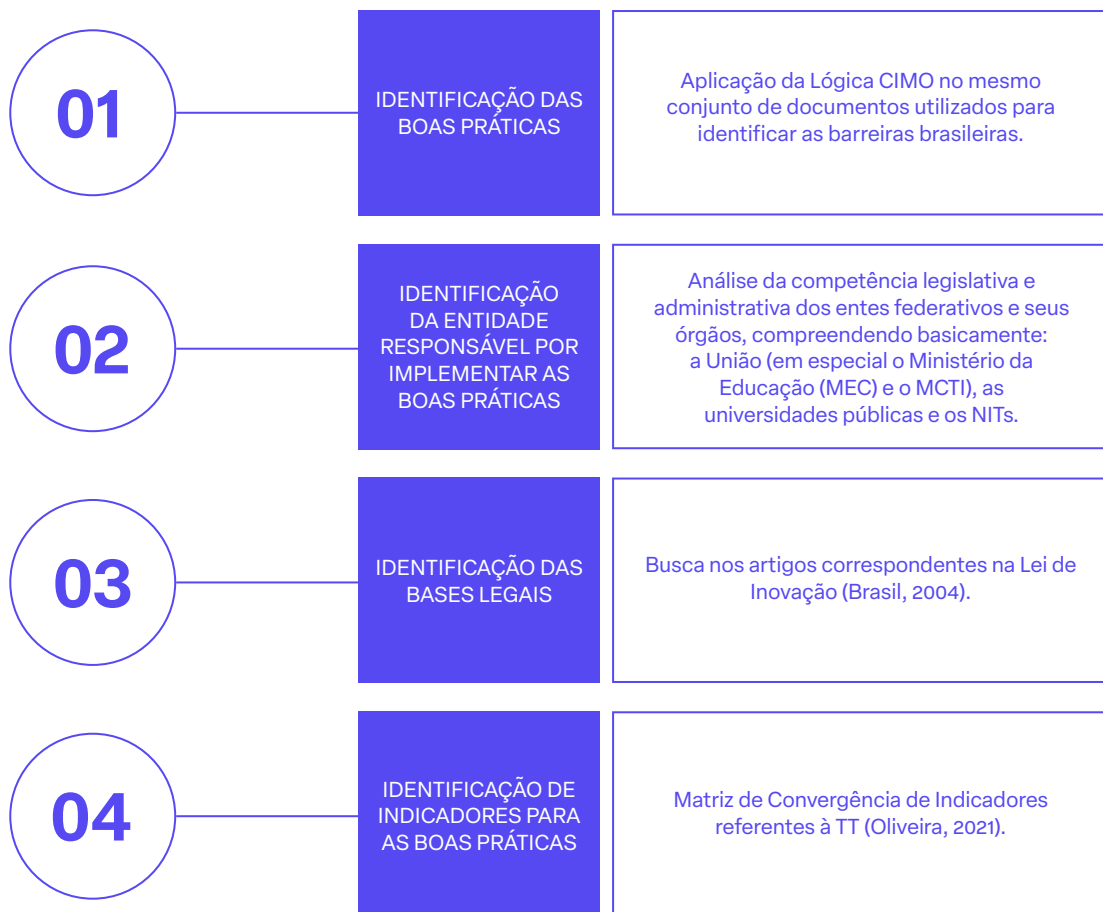 01
IDENTIFICAÇÃO DAS
BOAS PRÁTICAS
Aplicação da Lógica CIMO no mesmo
conjunto de documentos utilizados para
identificar as barreiras brasileiras.
02
IDENTIFICAÇÃO
DA ENTIDADE
RESPONSÁVEL POR
IMPLEMENTAR AS
BOAS PRÁTICAS
Análise da competência legislativa e
administrativa dos entes federativos e seus
órgãos, compreendendo basicamente:
a União (em especial o Ministério da
Educação (MEC) e o MCTI), as
universidades públicas e os NITs.
03
IDENTIFICAÇÃO DAS
BASES LEGAIS
Busca nos artigos correspondentes na Lei de
Inovação (Brasil, 2004).
04
IDENTIFICAÇÃO DE
INDICADORES PARA
AS BOAS PRÁTICAS
Matriz de Convergência de Indicadores
referentes à TT (Oliveira, 2021).